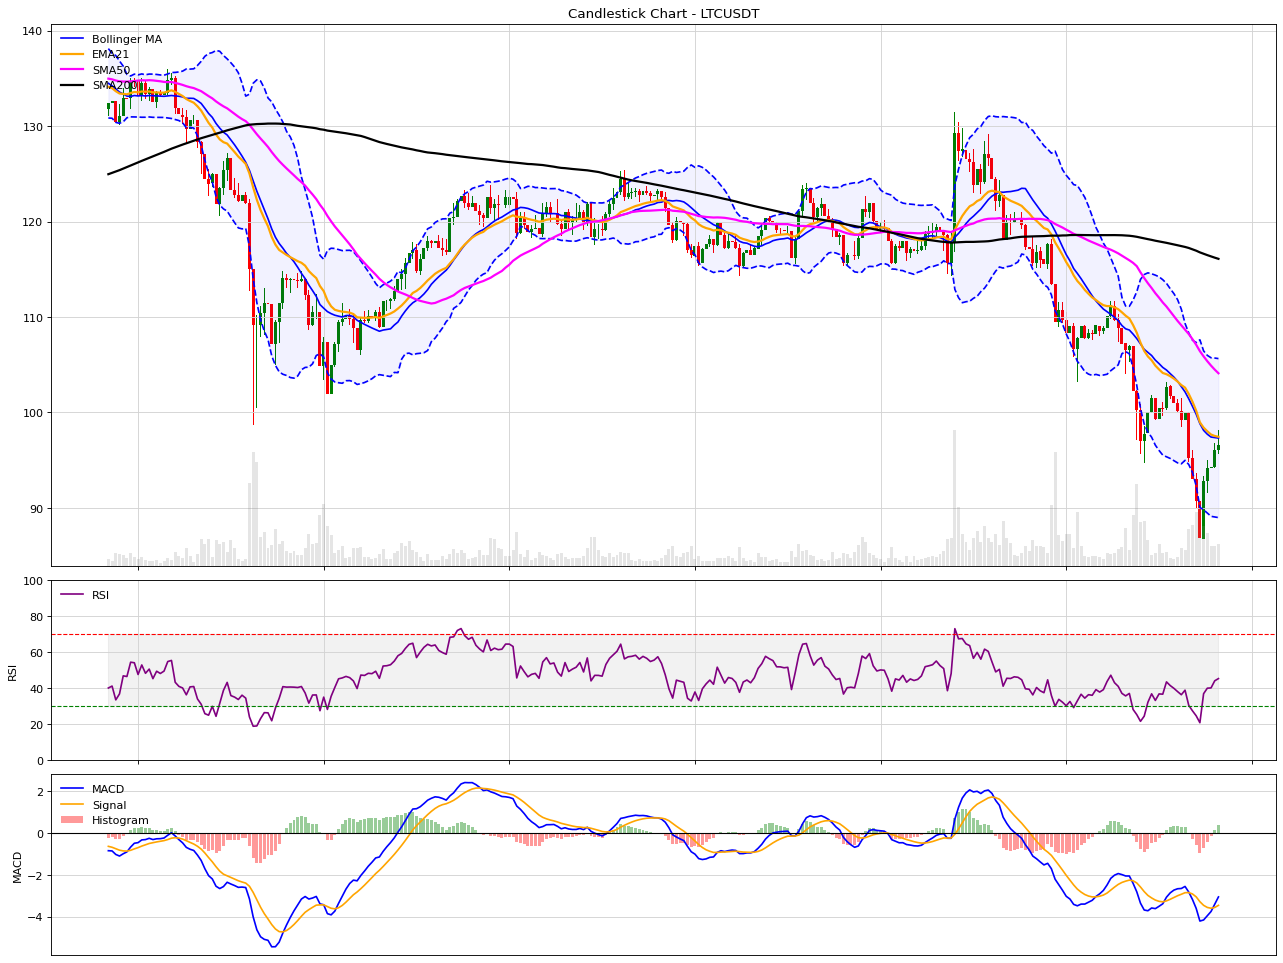 Candlestick Chart - LTCUSDT
140
130
120
110
100
90
Bollinger MA
EMA21
SMA50
SMA200
100
80
60
40
20
0
RSI
RSI
2
0
−2
−4
MACD
MACD
Signal
Histogram